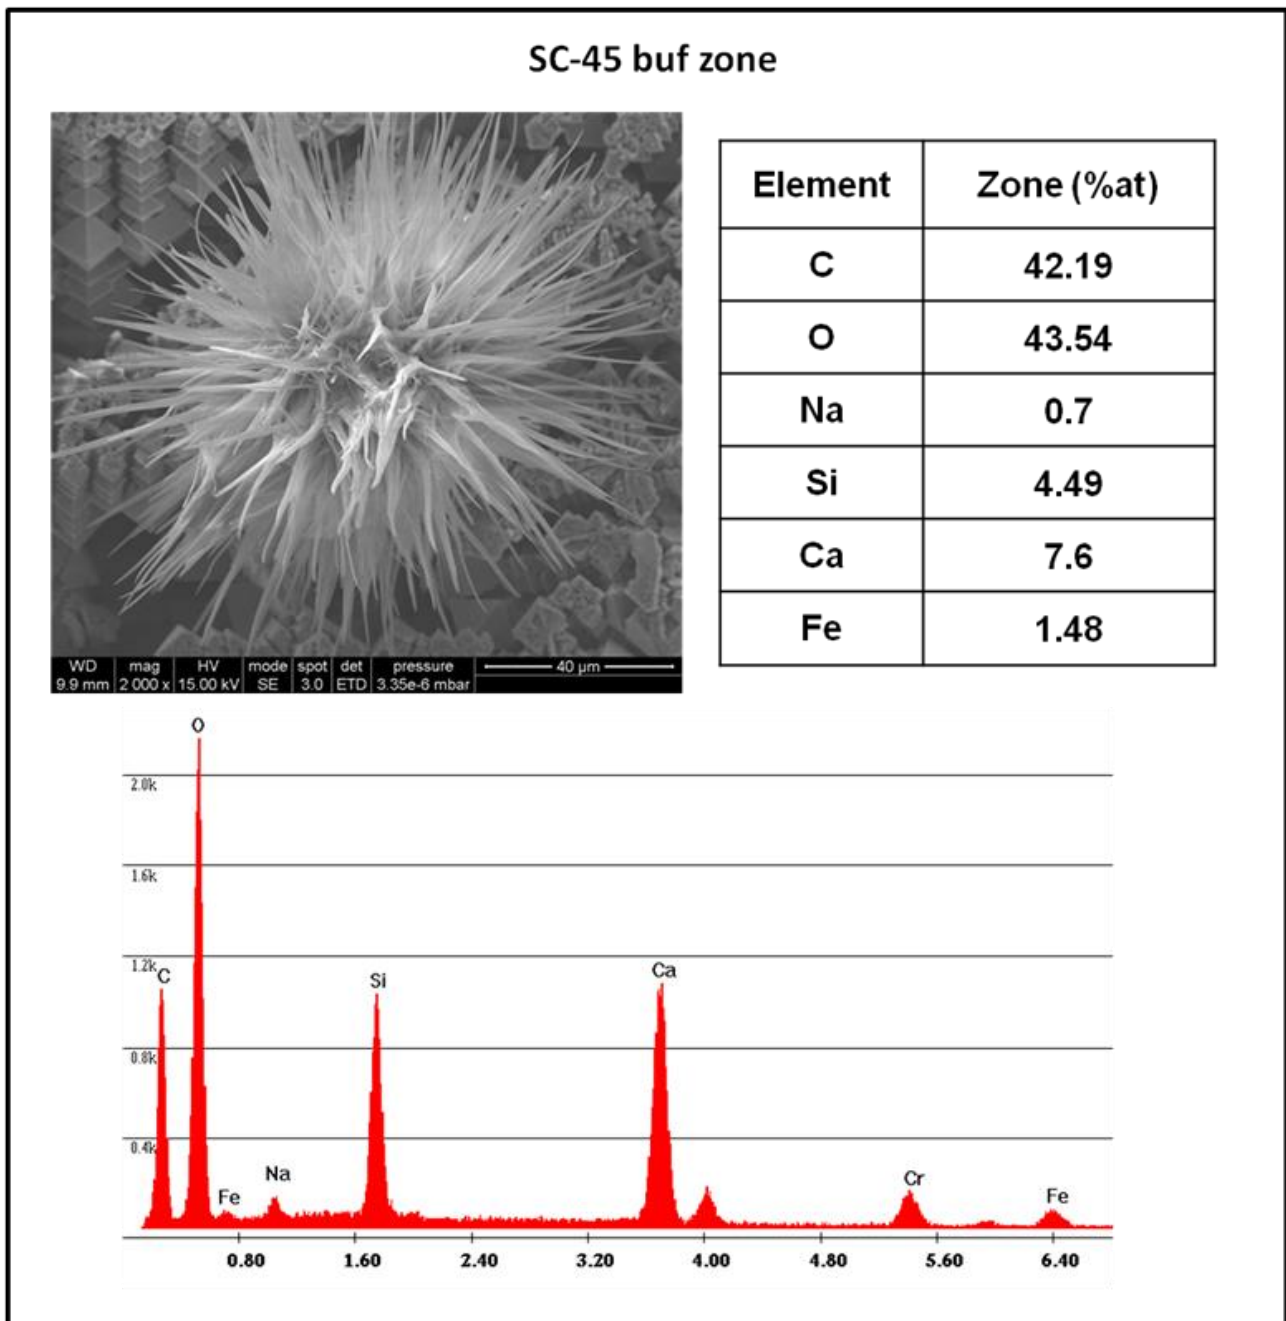 SC-45 buf zone
WD mag HV mode spot det pressure 40 µm
9.9 mm 2 000 x 15.00 kV SE 3.0 ETD 3.35e-6 mbar
Element Zone (%at)
C 42.19
O 43.54
Na 0.7
Si 4.49
Ca 7.6
Fe 1.48
O
2.0k
1.6k
1.2k
C
Si
Ca
0.8k
0.4k
Fe
Na
Cr
Fe
0.80 1.60 2.40 3.20 4.00 4.80 5.60 6.40